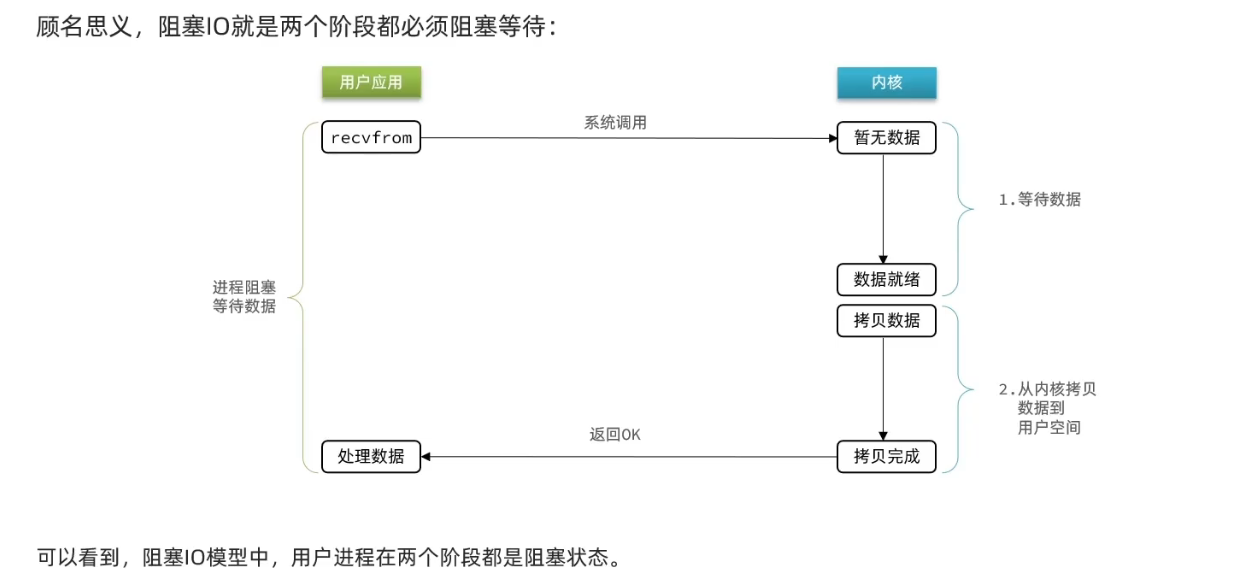 顾名思义，阻塞IO就是两个阶段都必须阻塞等待：
用户应用
内核
recvfrom
系统调用
暂无数据
1.等待数据
进程阻塞
等待数据
数据就绪
拷贝数据
2.从内核拷贝
数据到
用户空间
返回OK
处理数据
拷贝完成
可以看到，阻塞IO模型中，用户进程在两个阶段都是阻塞状态。